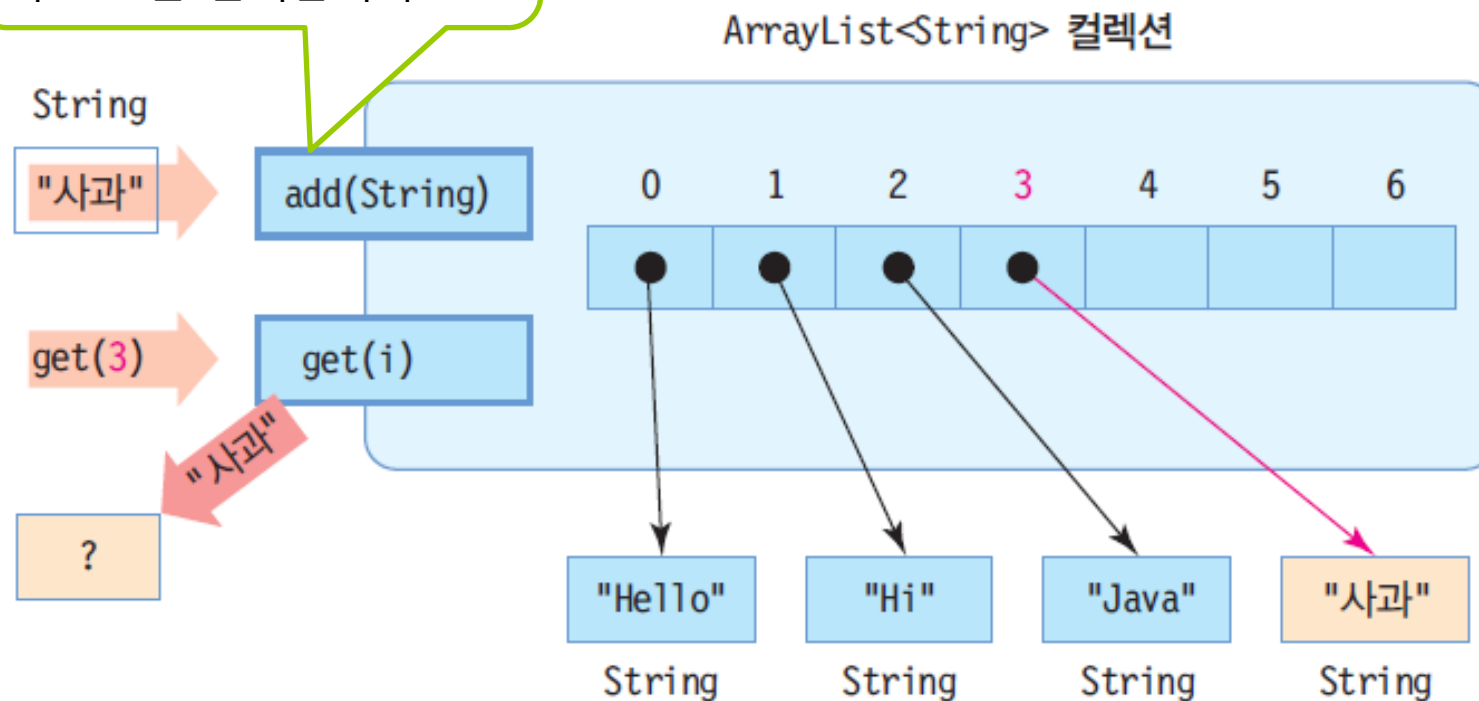 ArrayList<String> 컬렉션
String
"사과"
add(String)
0 1 2 3 4 5 6
get(3)
get(i)
"사과"
?
"Hello" "Hi" "Java" "사과"
String String String String